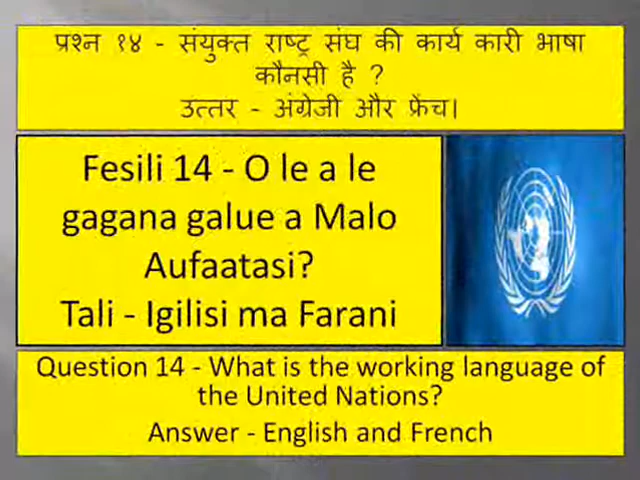 प्रश्न १४ - संयुक्त राष्ट्र संघ की कार्य कारी भाषा
कौनसी है ?
उत्तर - अंग्रेजी और फ्रेंच।
Fesili 14 - O le a le
gagana galue a Malo
Aufaatasi?
Tali - Igilisi ma Farani
Question 14 - What is the working language of
the United Nations?
Answer - English and French